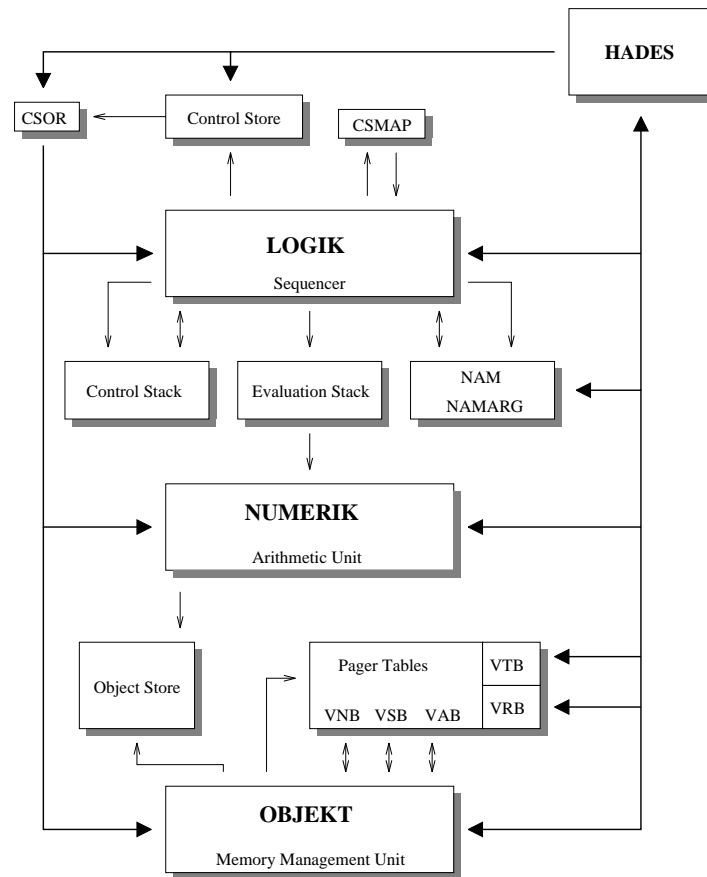 HADES
CSOR
Control Store
CSMAP
LOGIK
Sequencer
Control Stack
Evaluation Stack
NAM
NAMARG
NUMERIK
Arithmetic Unit
Object Store
Pager Tables
VTB
VNB VSB VAB
VRB
OBJEKT
Memory Management Unit